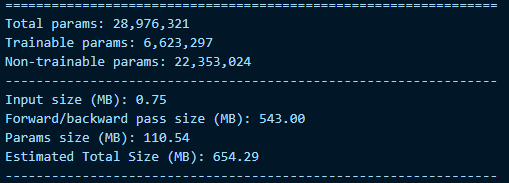 ================================================================
Total params: 28,976,321
Trainable params: 6,623,297
Non-trainable params: 22,353,024
----------------------------------------------------------------
Input size (MB): 0.75
Forward/backward pass size (MB): 543.00
Params size (MB): 110.54
Estimated Total Size (MB): 654.29
----------------------------------------------------------------